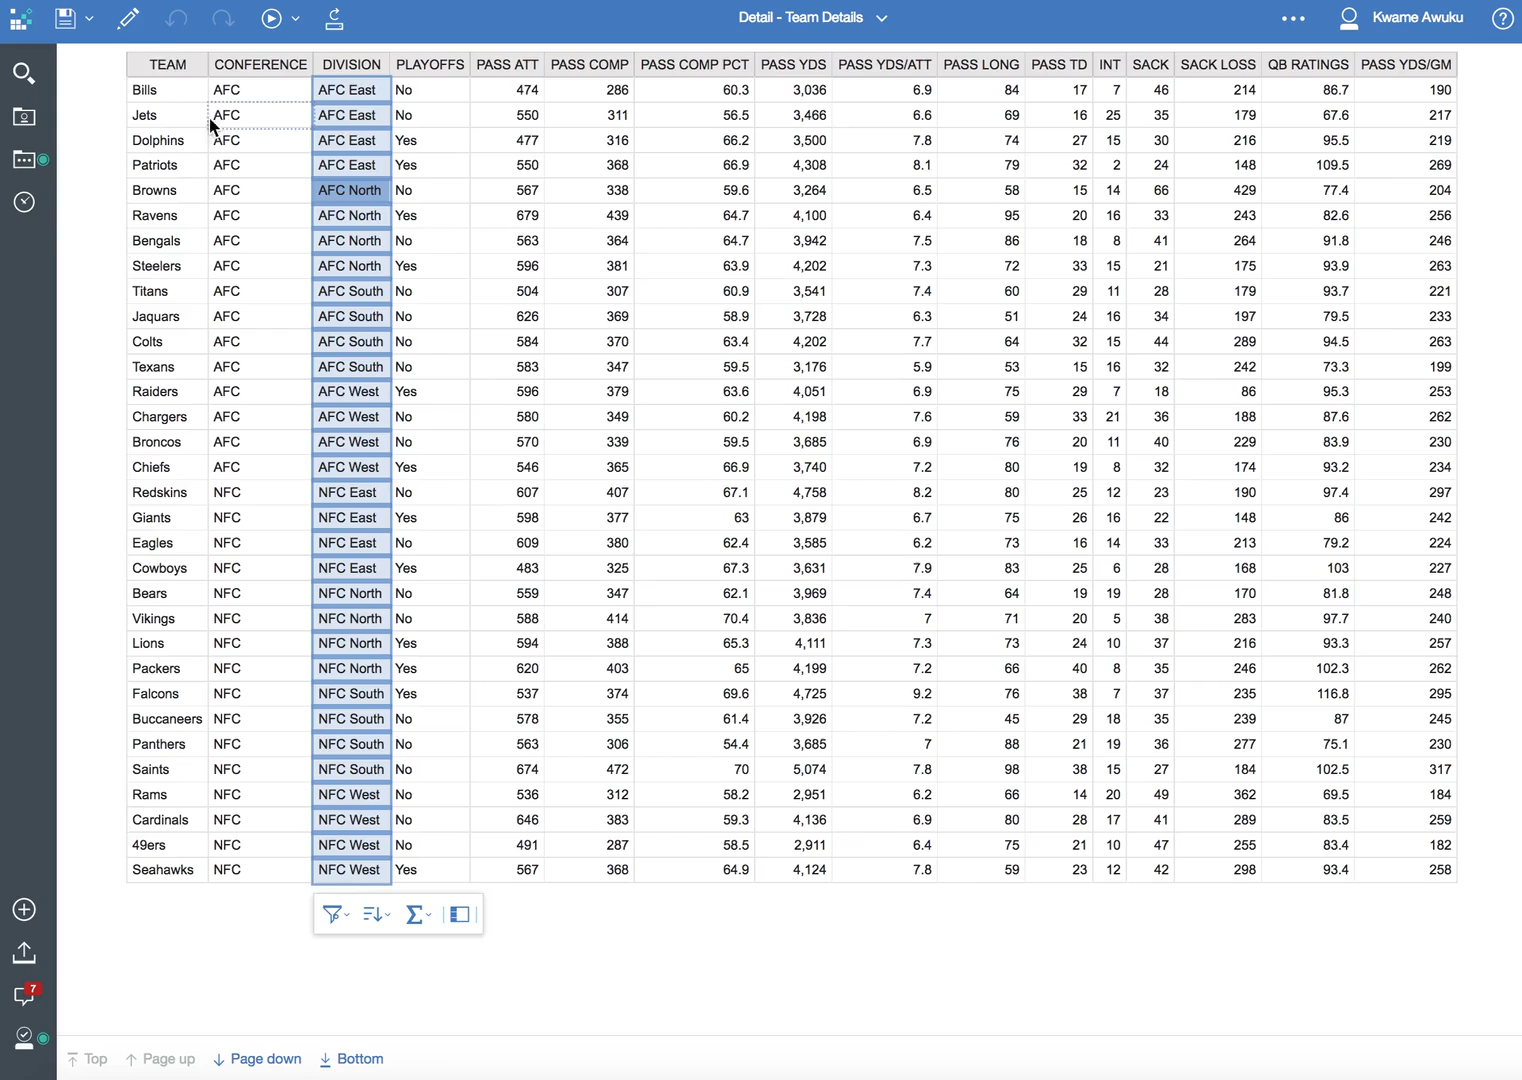 Detail - Team Details
Kwame Awuku
?
TEAM CONFERENCE DIVISION PLAYOFFS PASS ATT PASS COMP PASS COMP PCT PASS YDS PASS YDS/ATT PASS LONG PASS TD INT SACK SACK LOSS QB RATINGS PASS YDS/GM
Bills AFC AFC East No 474 286 60.3 3,036 6.9 84 17 7 46 214 86.7 190
Jets AFC AFC East No 550 311 56.5 3,466 6.6 69 16 25 35 179 67.6 217
Dolphins AFC AFC East Yes 477 316 66.2 3,500 7.8 74 27 15 30 216 95.5 219
Patriots AFC AFC East Yes 550 368 66.9 4,308 8.1 79 32 2 24 148 109.5 269
Browns AFC AFC North No 567 338 59.6 3,264 6.5 58 15 14 66 429 77.4 204
Ravens AFC AFC North Yes 679 439 64.7 4,100 6.4 95 20 16 33 243 82.6 256
Bengals AFC AFC North No 563 364 64.7 3,942 7.5 86 18 8 41 264 91.8 246
Steelers AFC AFC North Yes 596 381 63.9 4,202 7.3 72 33 15 21 175 93.9 263
Titans AFC AFC South No 504 307 60.9 3,541 7.4 60 29 11 28 179 93.7 221
Jaquars AFC AFC South No 626 369 58.9 3,728 6.3 51 24 16 34 197 79.5 233
Colts AFC AFC South No 584 370 63.4 4,202 7.7 64 32 15 44 289 94.5 263
Texans AFC AFC South No 583 347 59.5 3,176 5.9 53 15 16 32 242 73.3 199
Raiders AFC AFC West Yes 596 379 63.6 4,051 6.9 75 29 7 18 86 95.3 253
Chargers AFC AFC West No 580 349 60.2 4,198 7.6 59 33 21 36 188 87.6 262
Broncos AFC AFC West No 570 339 59.5 3,685 6.9 76 20 11 40 229 83.9 230
Chiefs AFC AFC West Yes 546 365 66.9 3,740 7.2 80 19 8 32 174 93.2 234
Redskins NFC NFC East No 607 407 67.1 4,758 8.2 80 25 12 23 190 97.4 297
Giants NFC NFC East Yes 598 377 63 3,879 6.7 75 26 16 22 148 86 242
Eagles NFC NFC East No 609 380 62.4 3,585 6.2 73 16 14 33 213 79.2 224
Cowboys NFC NFC East Yes 483 325 67.3 3,631 7.9 83 25 6 28 168 103 227
Bears NFC NFC North No 559 347 62.1 3,969 7.4 64 19 19 28 170 81.8 248
Vikings NFC NFC North No 588 414 70.4 3,836 7 71 20 5 38 283 97.7 240
Lions NFC NFC North Yes 594 388 65.3 4,111 7.3 73 24 10 37 216 93.3 257
Packers NFC NFC North Yes 620 403 65 4,199 7.2 66 40 8 35 246 102.3 262
Falcons NFC NFC South Yes 537 374 69.6 4,725 9.2 76 38 7 37 235 116.8 295
Buccaneers NFC NFC South No 578 355 61.4 3,926 7.2 45 29 18 35 239 87 245
Panthers NFC NFC South No 563 306 54.4 3,685 7 88 21 19 36 277 75.1 230
Saints NFC NFC South No 674 472 70 5,074 7.8 98 38 15 27 184 102.5 317
Rams NFC NFC West No 536 312 58.2 2,951 6.2 66 14 20 49 362 69.5 184
Cardinals NFC NFC West No 646 383 59.3 4,136 6.9 80 28 17 41 289 83.5 259
49ers NFC NFC West No 491 287 58.5 2,911 6.4 75 21 10 47 255 83.4 182
Seahawks NFC NFC West Yes 567 368 64.9 4,124 7.8 59 23 12 42 298 93.4 258
7
Top Page up Page down Bottom